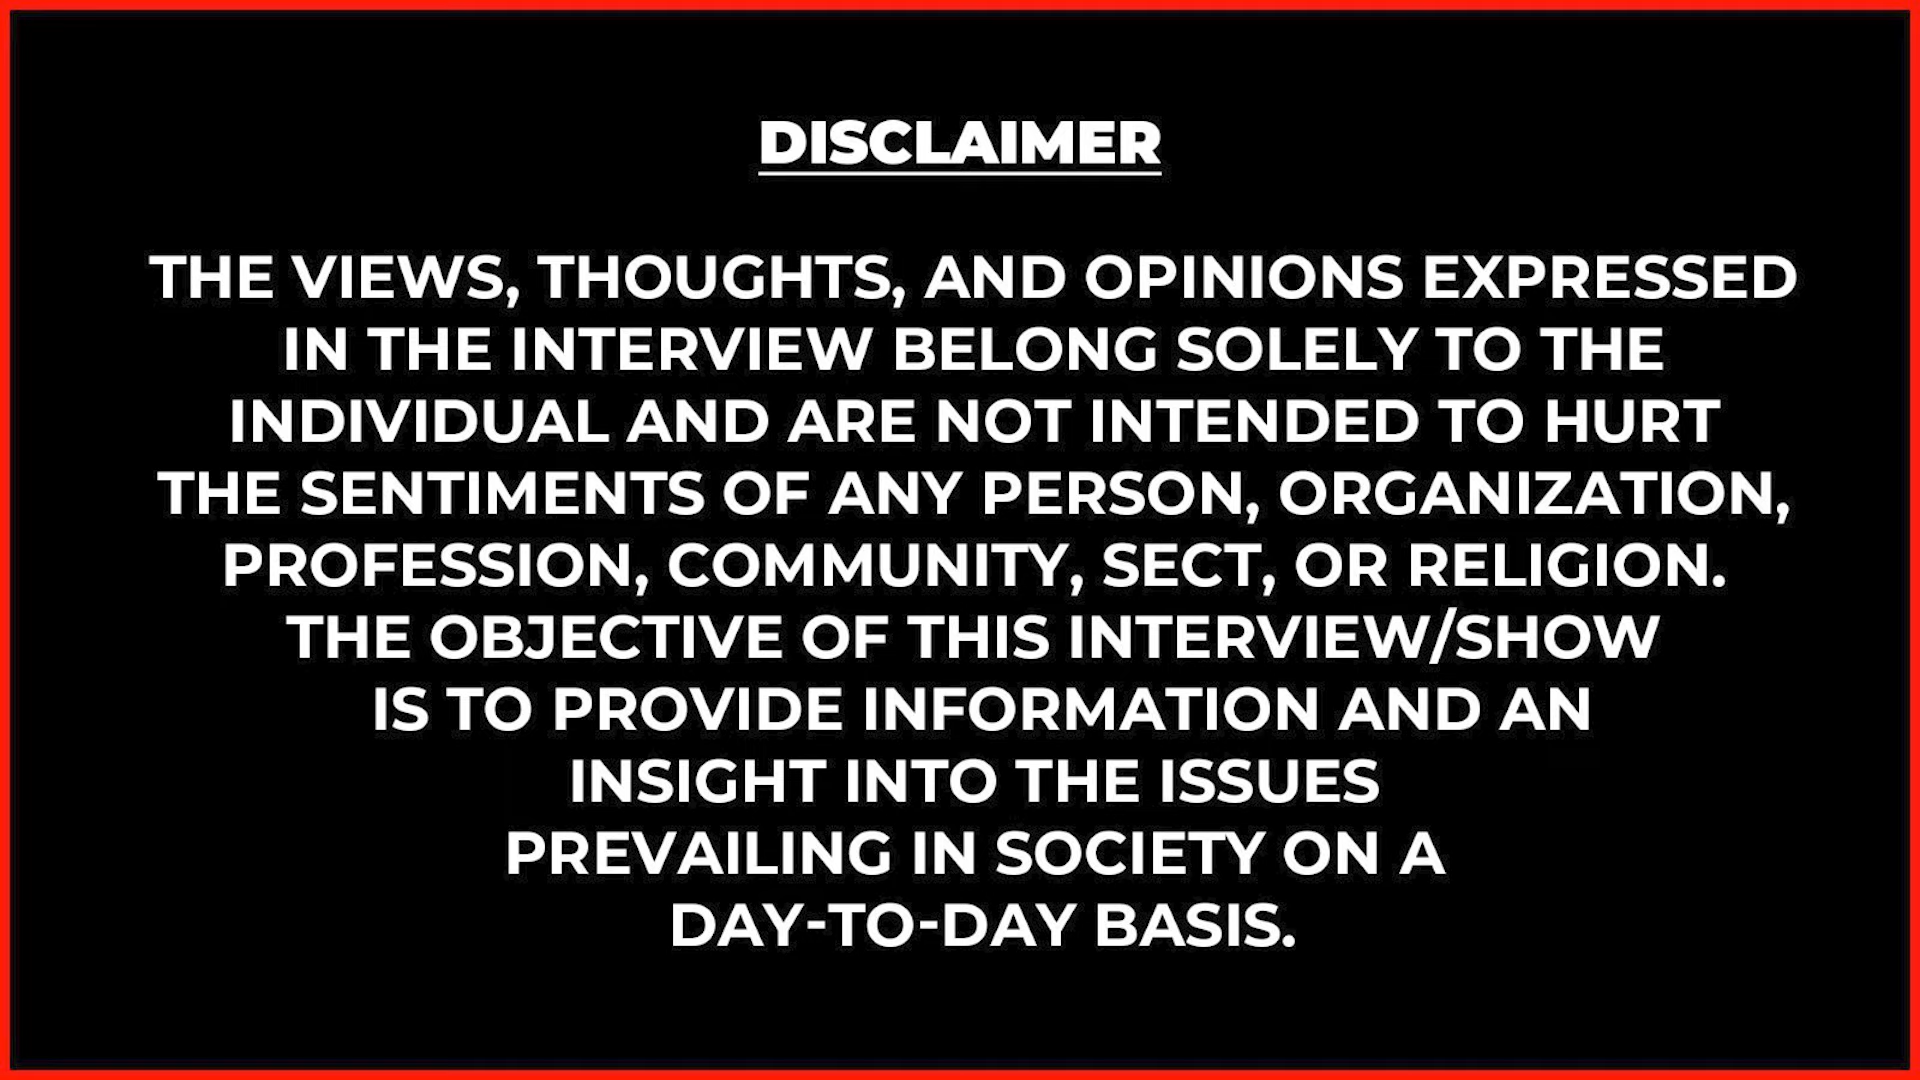 DISCLAIMER
THE VIEWS, THOUGHTS, AND OPINIONS EXPRESSED
IN THE INTERVIEW BELONG SOLELY TO THE
INDIVIDUAL AND ARE NOT INTENDED TO HURT
THE SENTIMENTS OF ANY PERSON, ORGANIZATION,
PROFESSION, COMMUNITY, SECT, OR RELIGION.
THE OBJECTIVE OF THIS INTERVIEW/SHOW
IS TO PROVIDE INFORMATION AND AN
INSIGHT INTO THE ISSUES
PREVAILING IN SOCIETY ON A
DAY-TO-DAY BASIS.